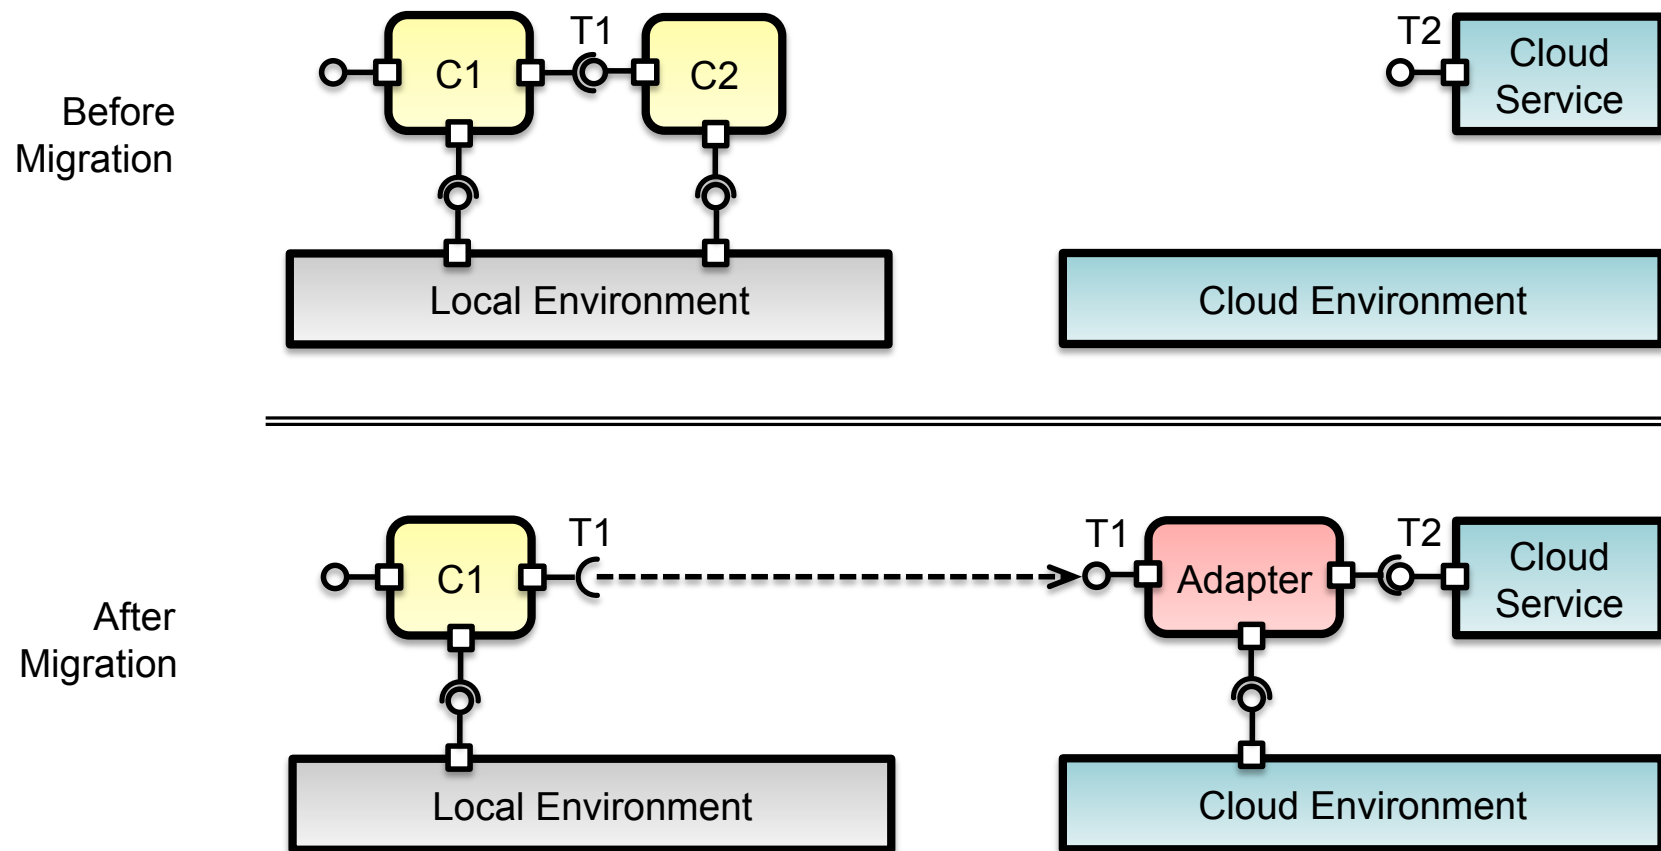 T1
T2
C1
C2
Cloud
Service
Before
Migration
Local Environment
Cloud Environment
T1
T1
T2
C1
Adapter
Cloud
Service
After
Migration
Local Environment
Cloud Environment